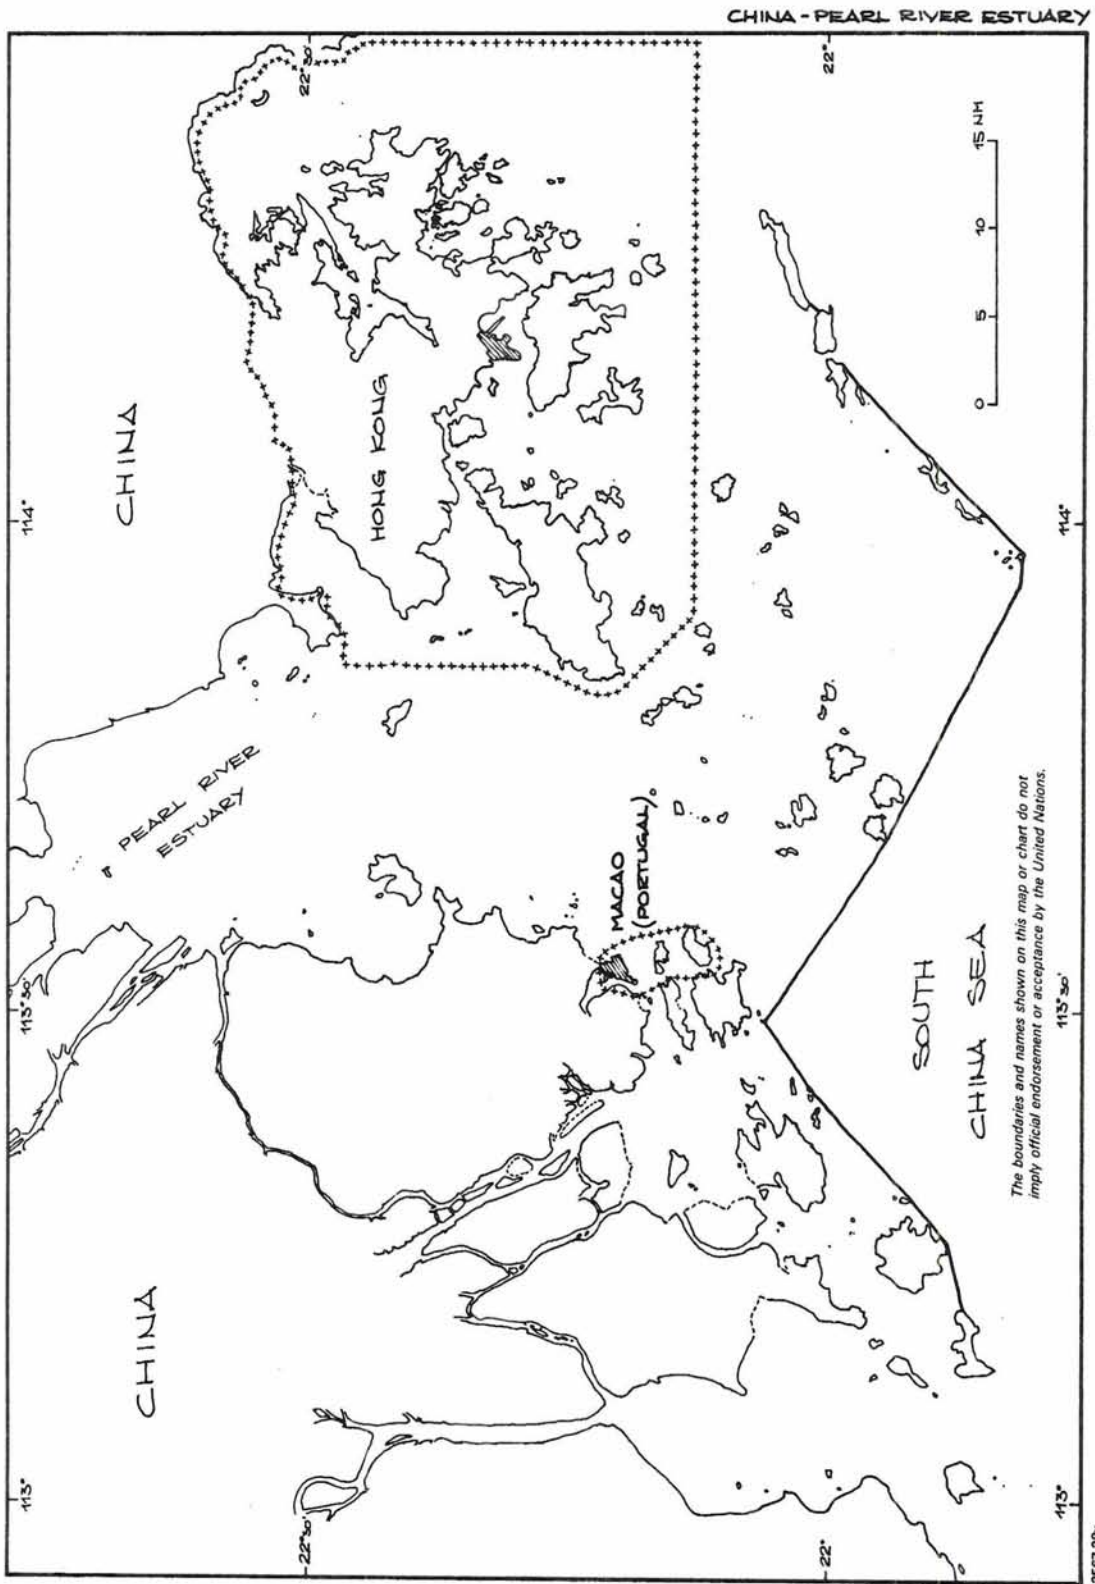 CHINA - PEARL RIVER ESTUARY
113°
113°30'
114°
22°30'
22°30'
CHINA
CHINA
PEARL RIVER
ESTUARY
HONG KONG
MACAO
(PORTUGAL)
22°
22°
0 5 10 15 NM
SOUTH
CHINA SEA
The boundaries and names shown on this map or chart do not
imply official endorsement or acceptance by the United Nations.
113°
113°30'
114°